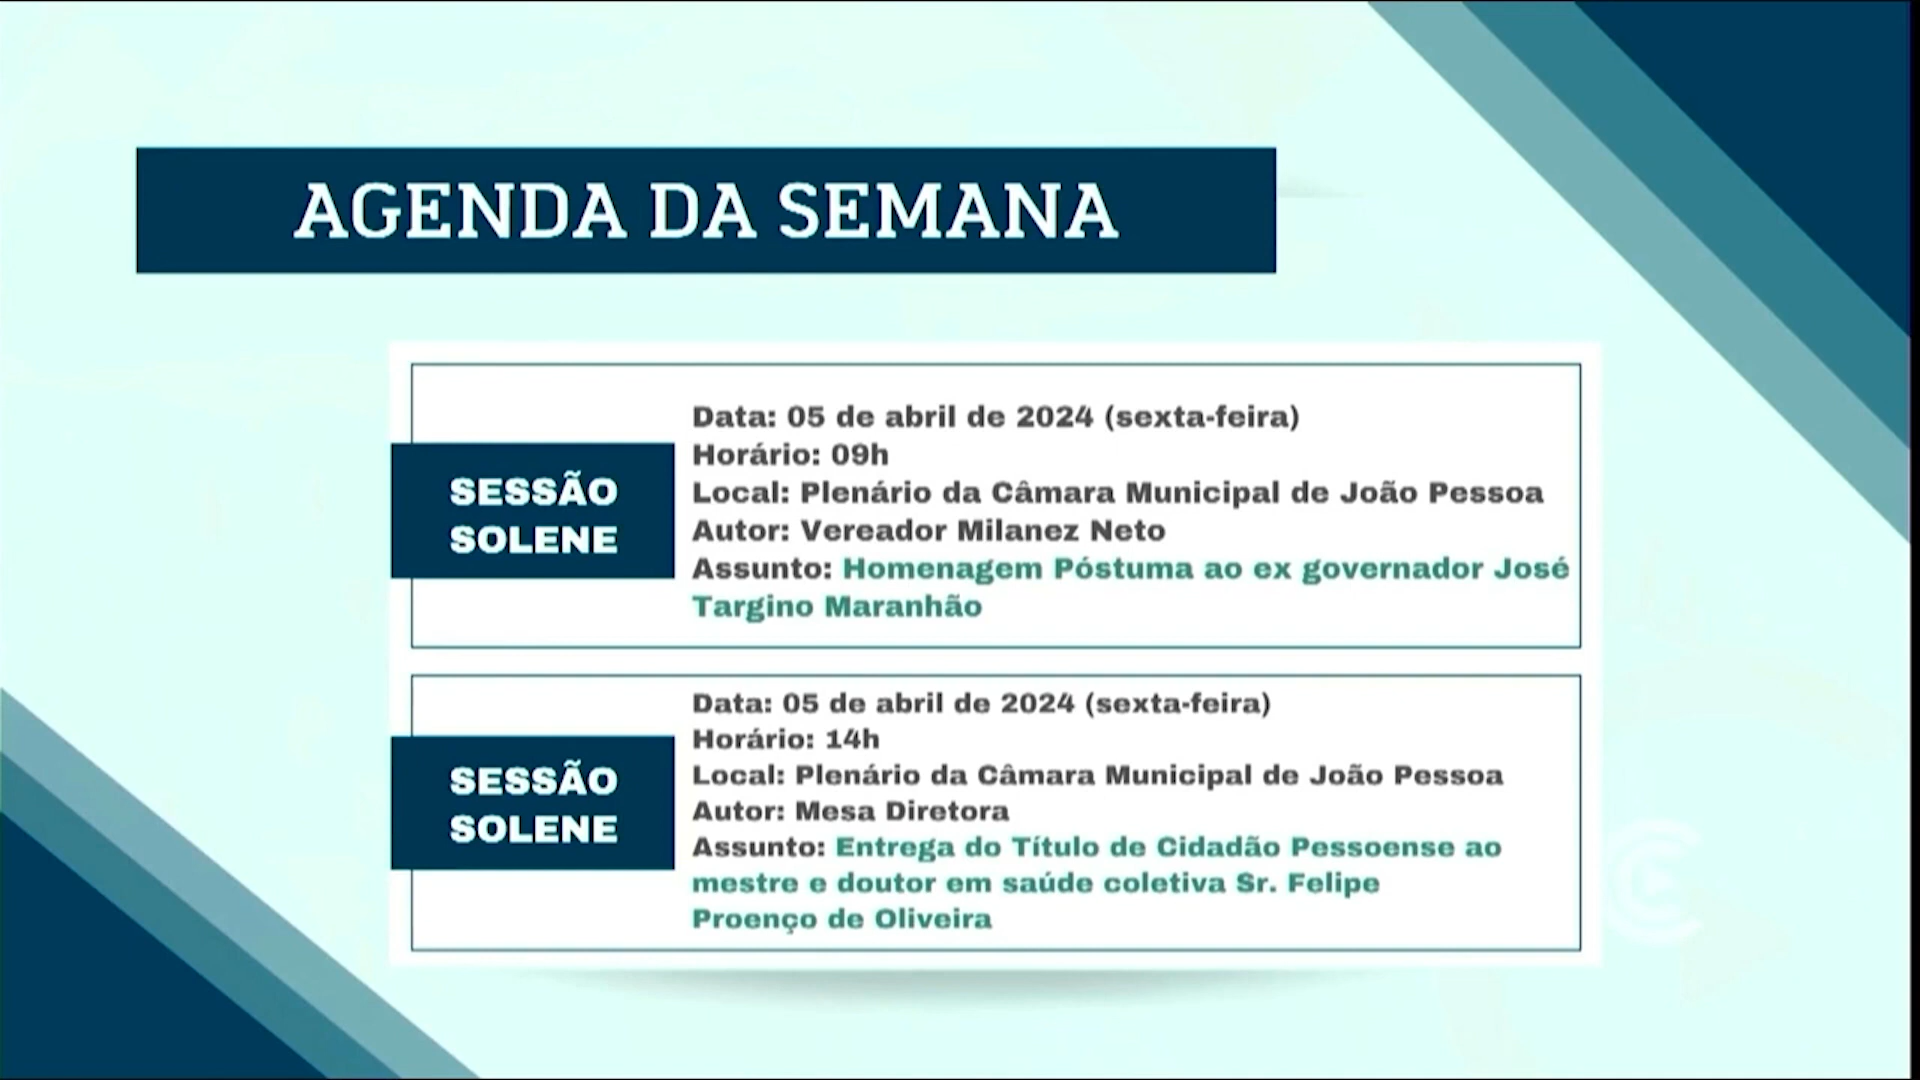 AGENDA DA SEMANA
SESSÃO
SOLENE
Data: 05 de abril de 2024 (sexta-feira)
Horário: 09h
Local: Plenário da Câmara Municipal de João Pessoa
Autor: Vereador Milanez Neto
Assunto: Homenagem Póstuma ao ex governador José
Targino Maranhão
SESSÃO
SOLENE
Data: 05 de abril de 2024 (sexta-feira)
Horário: 14h
Local: Plenário da Câmara Municipal de João Pessoa
Autor: Mesa Diretora
Assunto: Entrega do Título de Cidadão Pessoense ao
mestre e doutor em saúde coletiva Sr. Felipe
Proenço de Oliveira